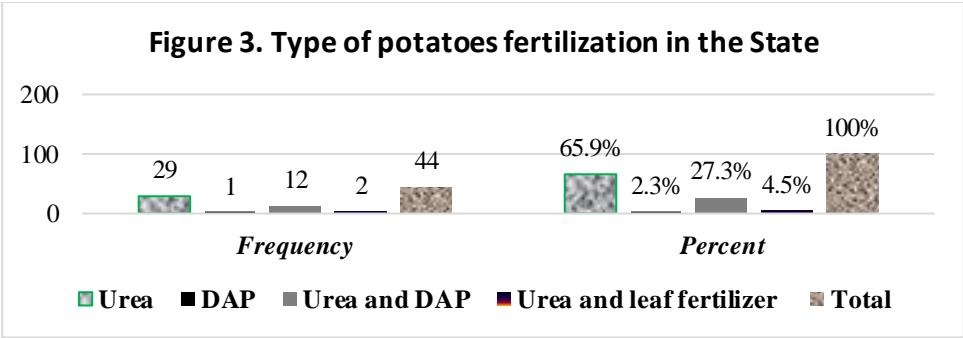 Figure 3. Type of potatoes fertilization in the State
200
100
0
29
1
12
2
44
65.9%
2.3%
27.3%
4.5%
100%
Frequency
Percent
Urea
DAP
Urea and DAP
Urea and leaf fertilizer
Total